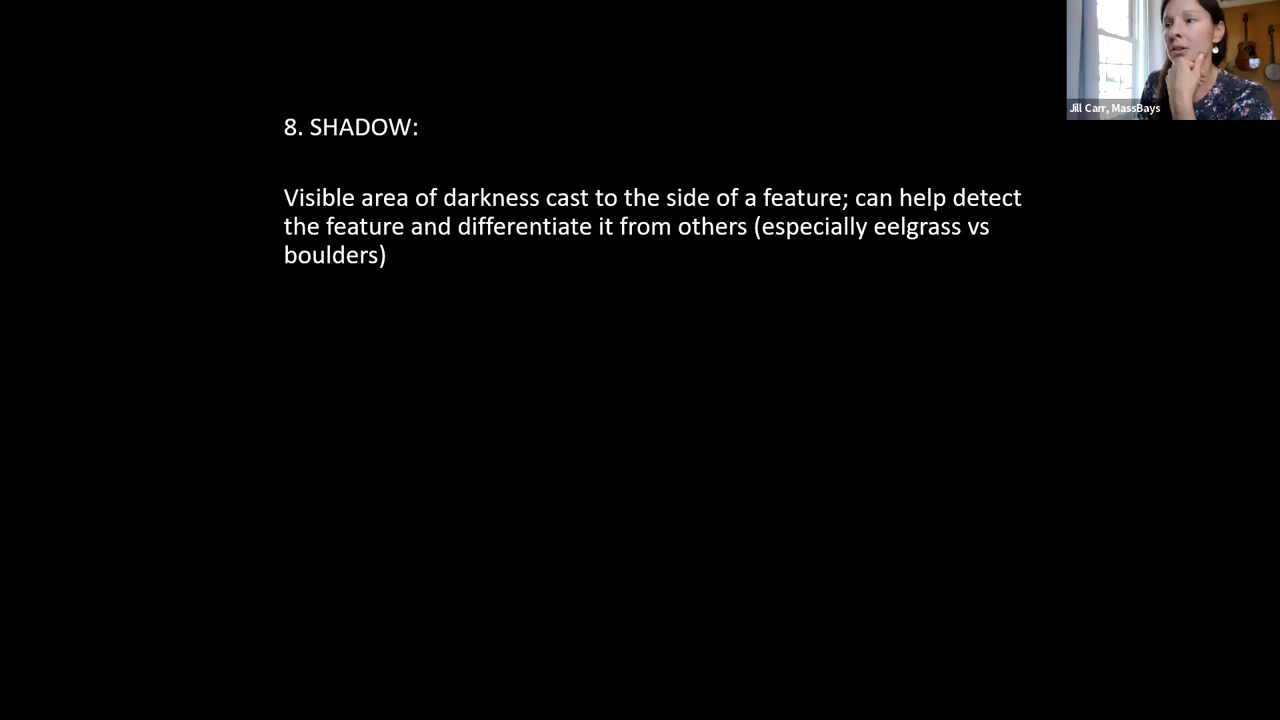 Jill Carr, MassBays
8. SHADOW:
Visible area of darkness cast to the side of a feature; can help detect
the feature and differentiate it from others (especially eelgrass vs
boulders)